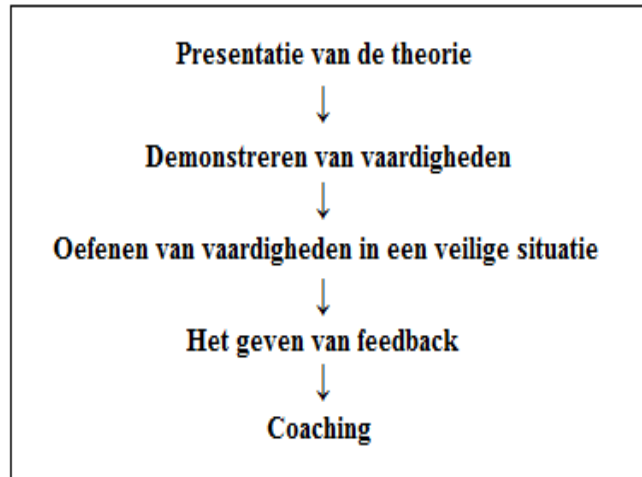 Presentatie van de theorie
↓
Demonstreren van vaardigheden
↓
Oefenen van vaardigheden in een veilige situatie
↓
Het geven van feedback
↓
Coaching